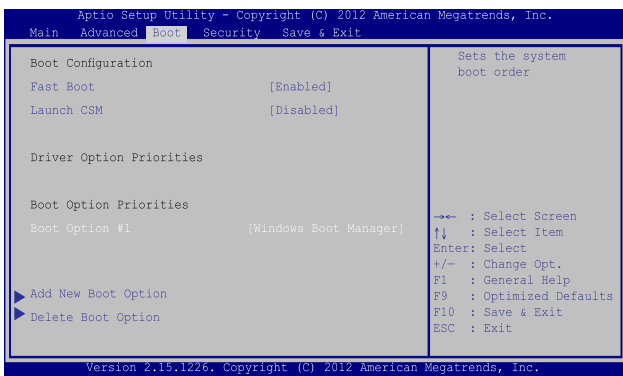 Aptio Setup Utility - Copyright (C) 2012 American Megatrends, Inc.
Main Advanced Boot Security Save & Exit
Boot Configuration
Fast Boot [Enabled]
Launch CSM [Disabled]
Driver Option Priorities
Boot Option Priorities
Boot Option #1 [Windows Boot Manager]
Add New Boot Option
Delete Boot Option
Sets the system
boot order
→← : Select Screen
↑↓ : Select Item
Enter: Select
+/— : Change Opt.
F1 : General Help
F9 : Optimized Defaults
F10 : Save & Exit
ESC : Exit
Version 2.15.1226. Copyright (C) 2012 American Megatrends, Inc.